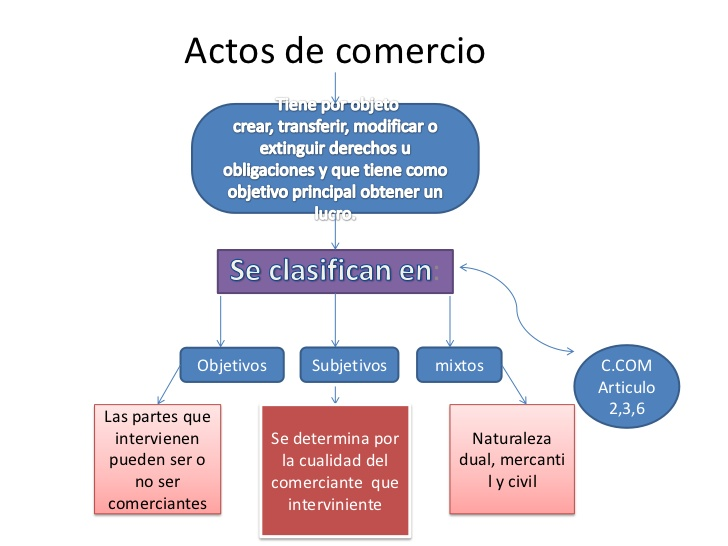 Actos de comercio
Tiene por objeto
crear, transferir, modificar o
extinguir derechos u
obligaciones y que tiene como
objetivo principal obtener un
lucro.
Se clasifican en:
Objetivos
Subjetivos
mixtos
C.COM
Articulo
2,3,6
Las partes que
intervienen
pueden ser o
no ser
comerciantes
Se determina por
la cualidad del
comerciante que
interviniente
Naturaleza
dual, mercanti
l y civil